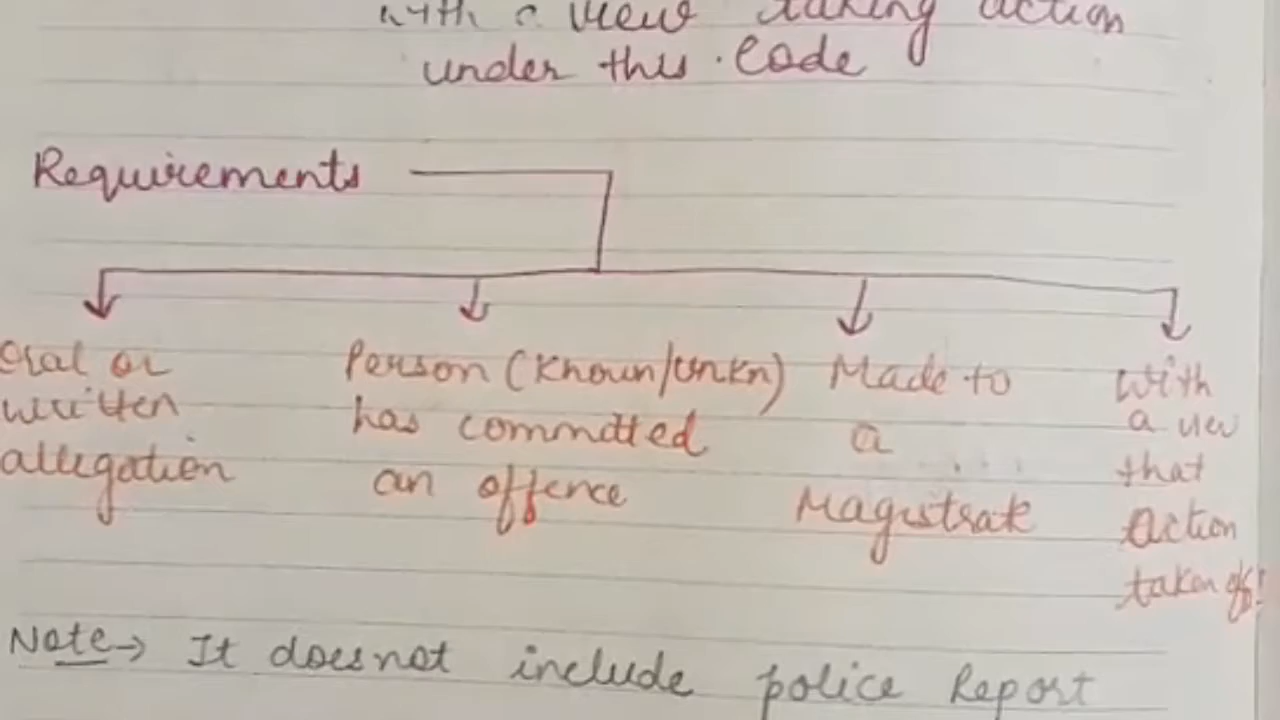 with a view taking action
under this Code
Requirements
Oral or
written
allegation
Person (Known/Unkn)
has committed
an offence
Made to
a
Magistrate
with
a view
that
action
taken
Note → It does not include police Report